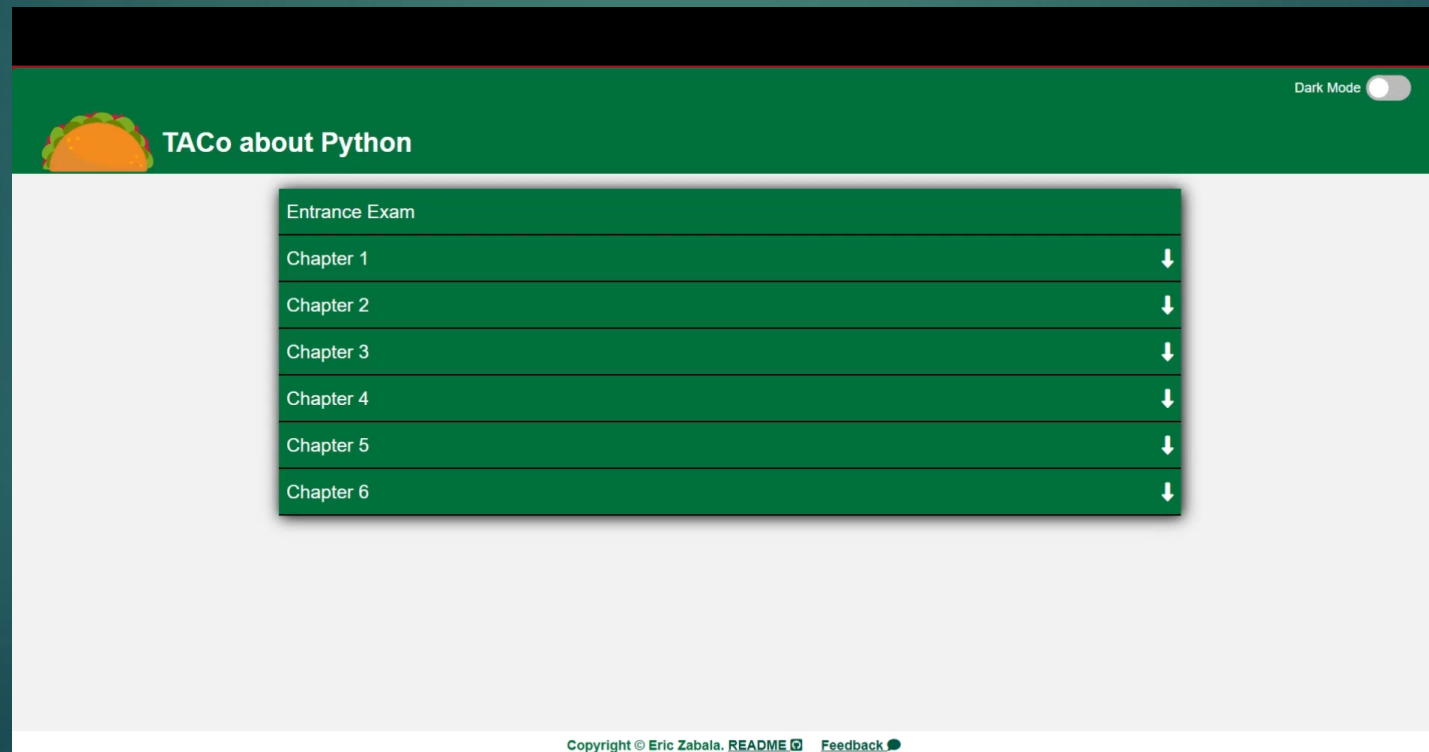 Dark Mode
TACo about Python
Entrance Exam
Chapter 1
Chapter 2
Chapter 3
Chapter 4
Chapter 5
Chapter 6
Copyright © Eric Zabala. README Feedback